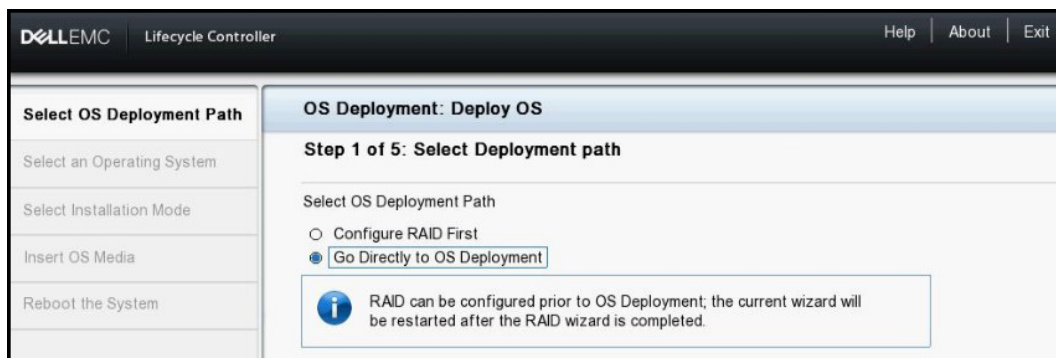 DELLEMC Lifecycle Controller Help About Exit
Select OS Deployment Path
Select an Operating System
Select Installation Mode
Insert OS Media
Reboot the System
OS Deployment: Deploy OS
Step 1 of 5: Select Deployment path
Select OS Deployment Path
Configure RAID First
Go Directly to OS Deployment
RAID can be configured prior to OS Deployment; the current wizard will
be restarted after the RAID wizard is completed.